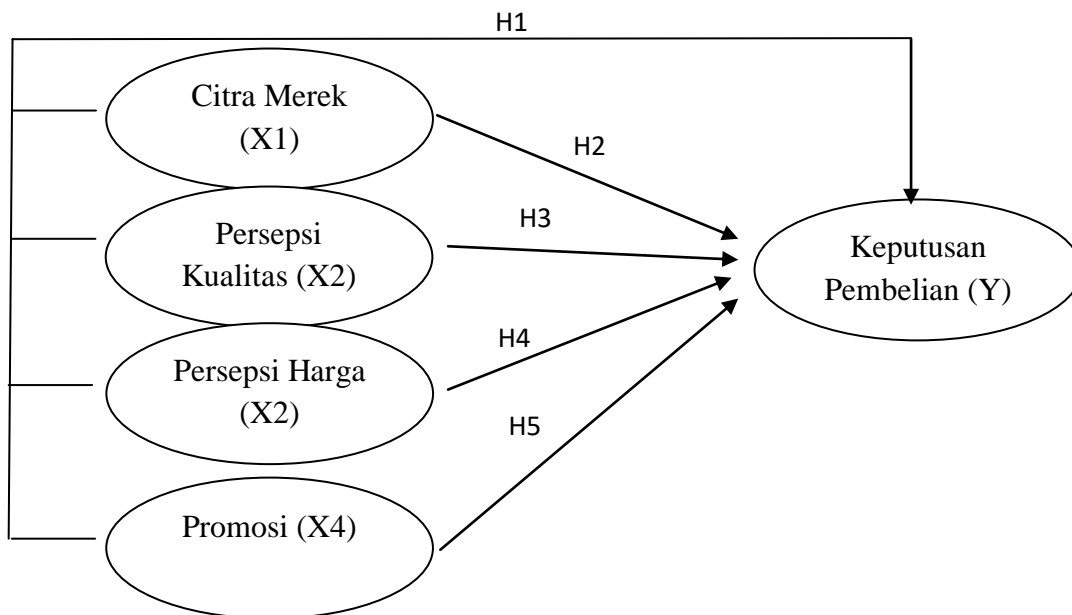 H1
Citra Merek
(X1)
H2
Persepsi
Kualitas (X2)
H3
Keputusan
Pembelian (Y)
Persepsi Harga
(X2)
H4
H5
Promosi (X4)